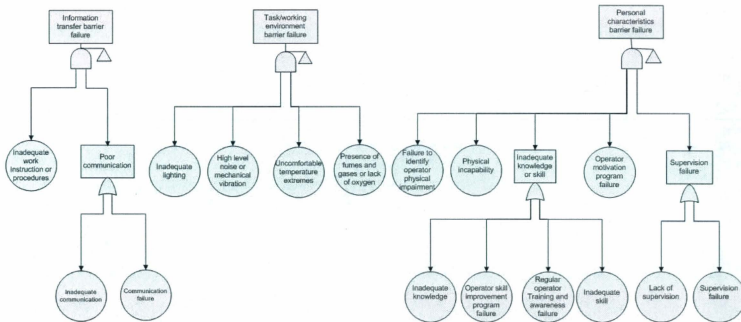 Information
transfer barrier
failure
Task/working
environment
barrier failure
Personal
characteristics
barrier failure
Inadequate
work
instruction or
procedures
Poor
communication
Inadequate
lighting
High level
noise or
mechanical
vibration
Uncomfortable
temperature
extremes
Presence of
fumes and
gases or lack
of oxygen
Failure to
identify
operator
physical
impairment
Physical
incapability
Inadequate
knowledge
or skill
Operator
motivation
program
failure
Supervision
failure
Inadequate
communication
Communication
failure
Inadequate
knowledge
Operator skill
improvement
program
failure
Regular
operator
Training and
awareness
failure
Inadequate
skill
Lack of
supervision
Supervision
failure